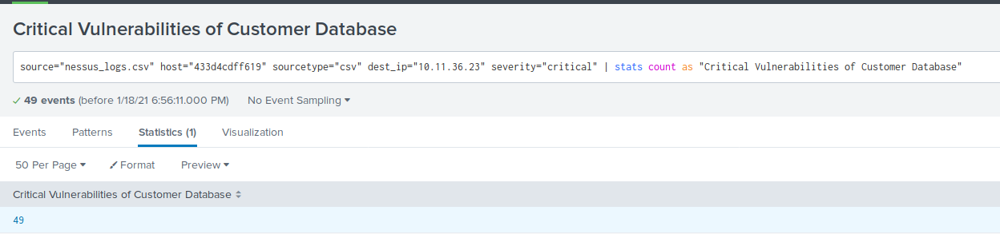 Critical Vulnerabilities of Customer Database
source="nessus_logs.csv" host="433d4cdff619" sourcetype="csv" dest_ip="10.11.36.23" severity="critical" | stats count as "Critical Vulnerabilities of Customer Database"
✓ 49 events (before 1/18/21 6:56:11.000 PM) No Event Sampling
Events Patterns Statistics (1) Visualization
50 Per Page Format Preview
Critical Vulnerabilities of Customer Database
49